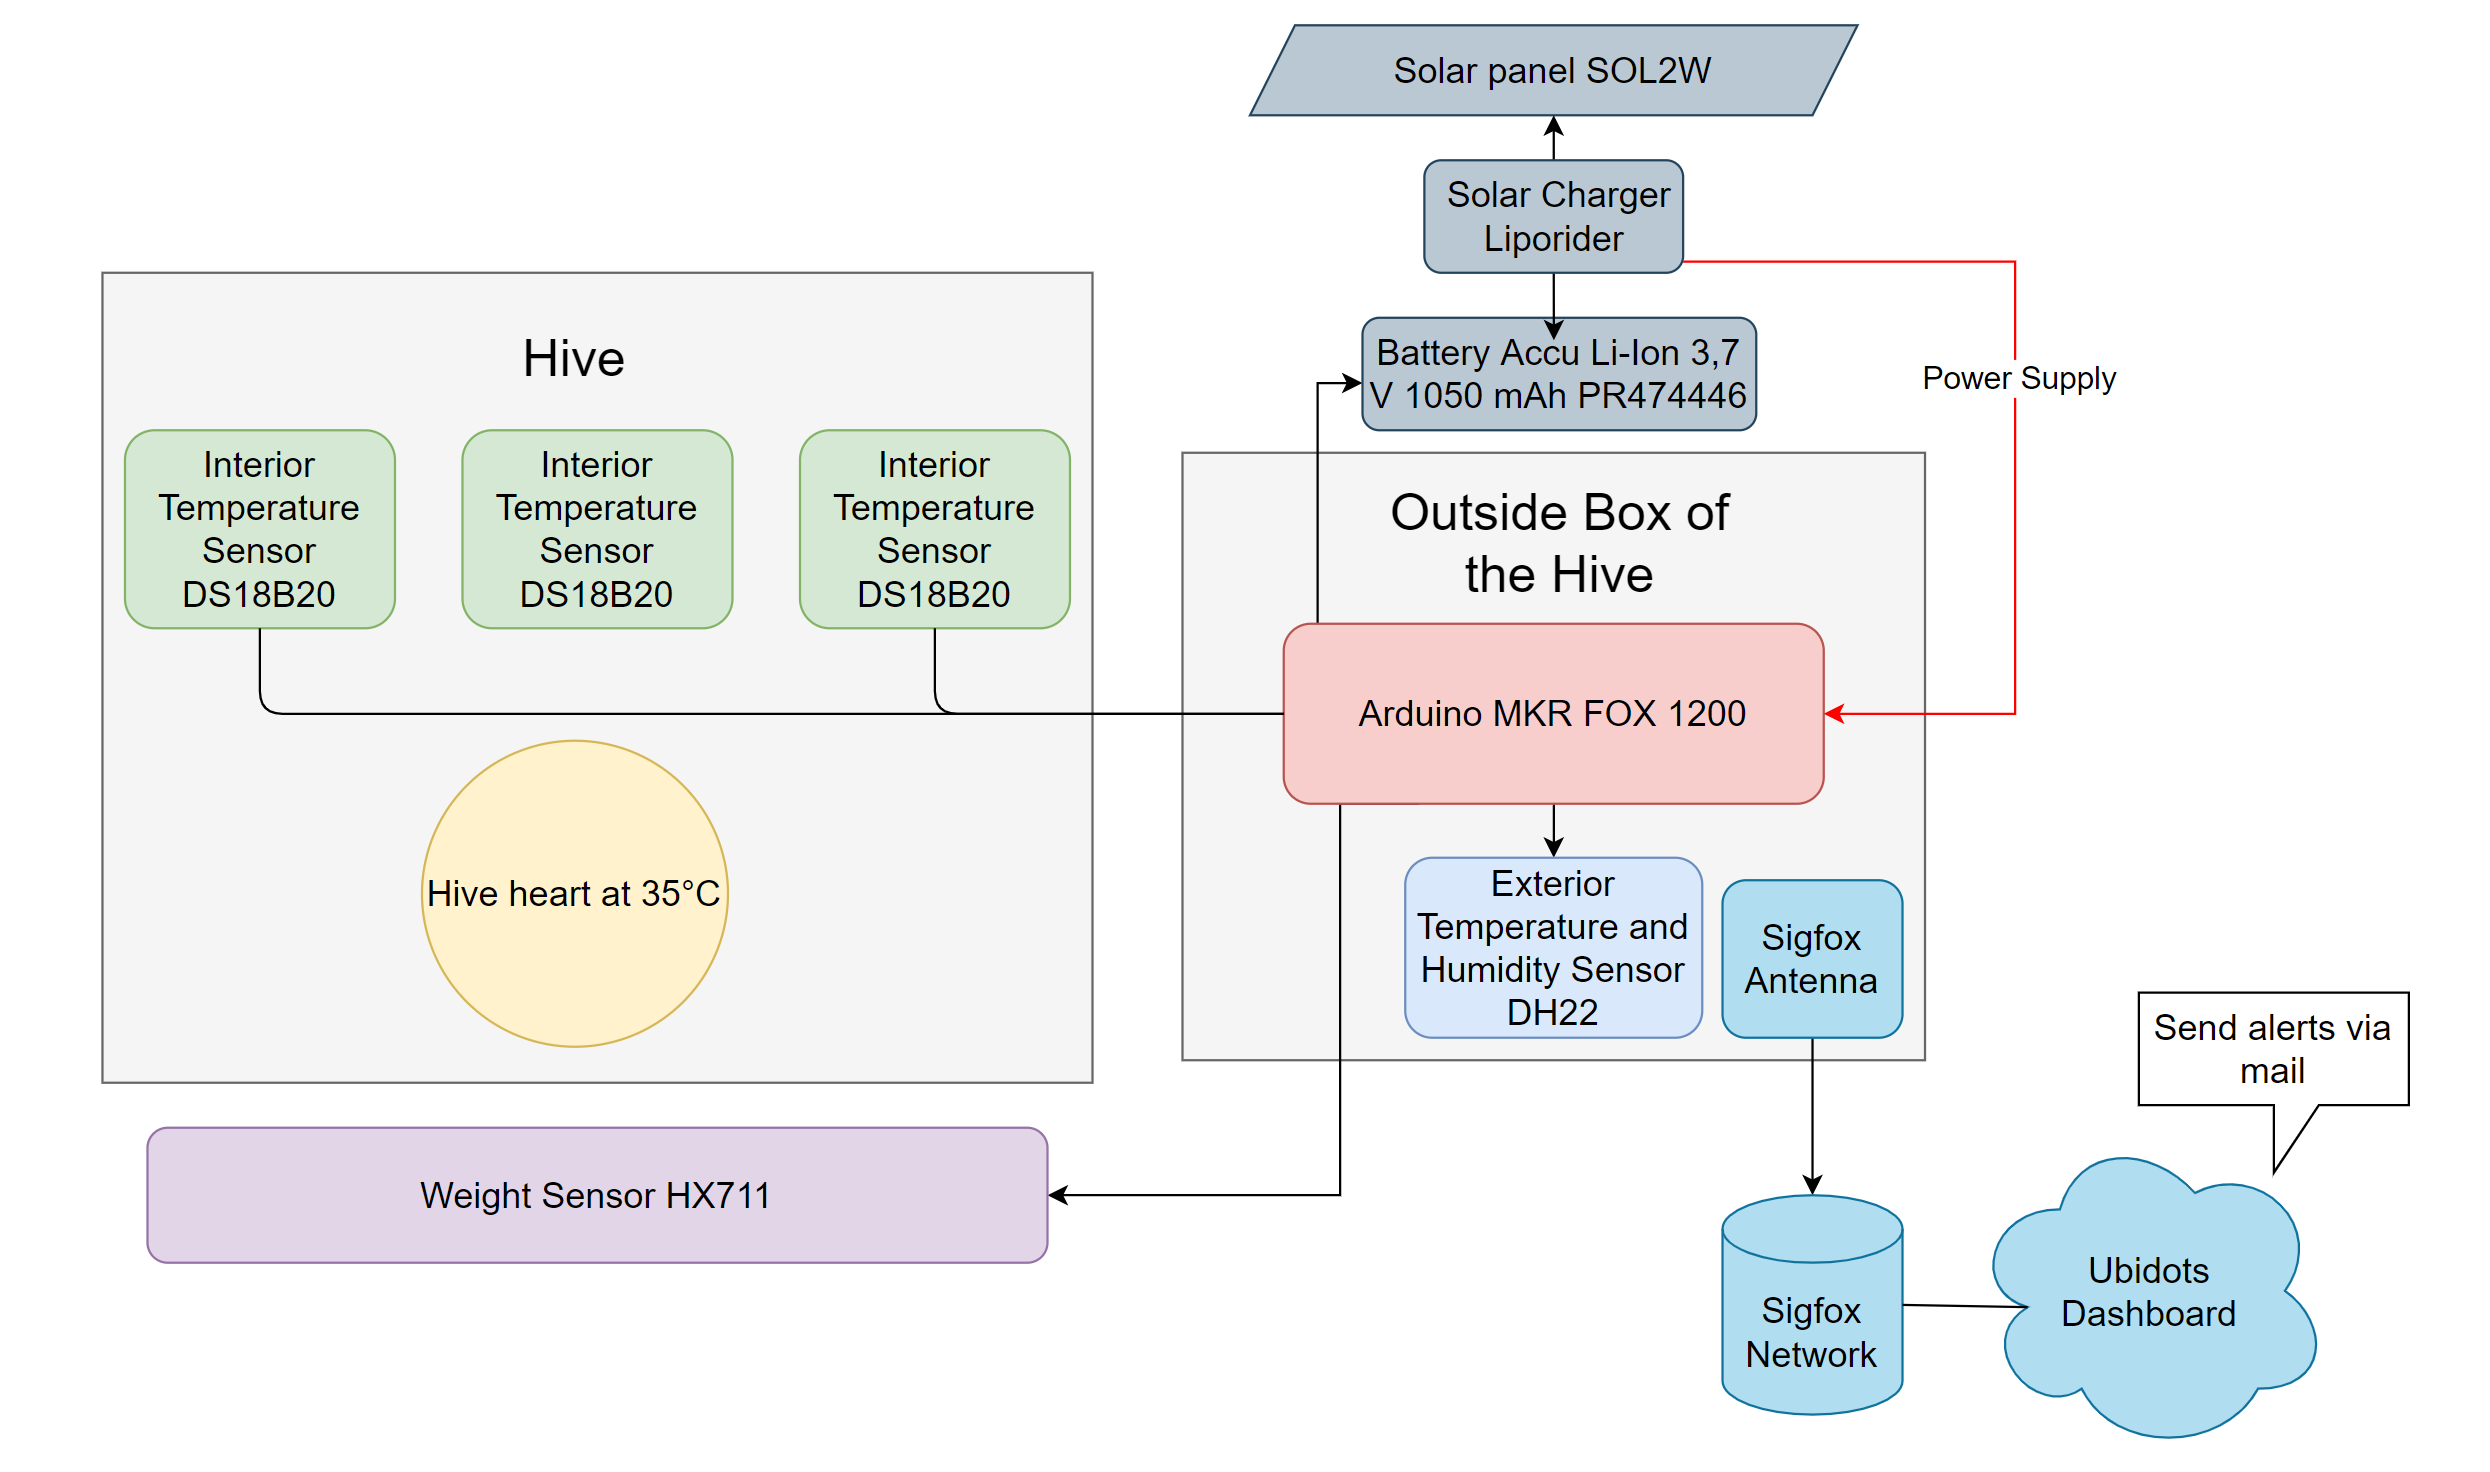 Solar panel SOL2W
Solar Charger
Liporider
Battery Accu Li-Ion 3,7
V 1050 mAh PR474446
Power Supply
Hive
Interior
Temperature
Sensor
DS18B20
Interior
Temperature
Sensor
DS18B20
Interior
Temperature
Sensor
DS18B20
Hive heart at 35°C
Outside Box of
the Hive
Arduino MKR FOX 1200
Exterior
Temperature and
Humidity Sensor
DH22
Sigfox
Antenna
Weight Sensor HX711
Send alerts via
mail
Sigfox
Network
Ubidots
Dashboard